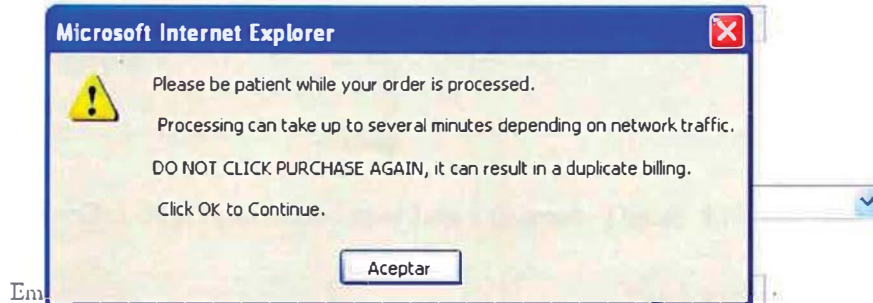 Microsoft Internet Explorer
Please be patient while your order is processed.
Processing can take up to several minutes depending on network traffic.
DO NOT CLICK PURCHASE AGAIN, it can result in a duplicate billing.
Click OK to Continue.
Aceptar
Em